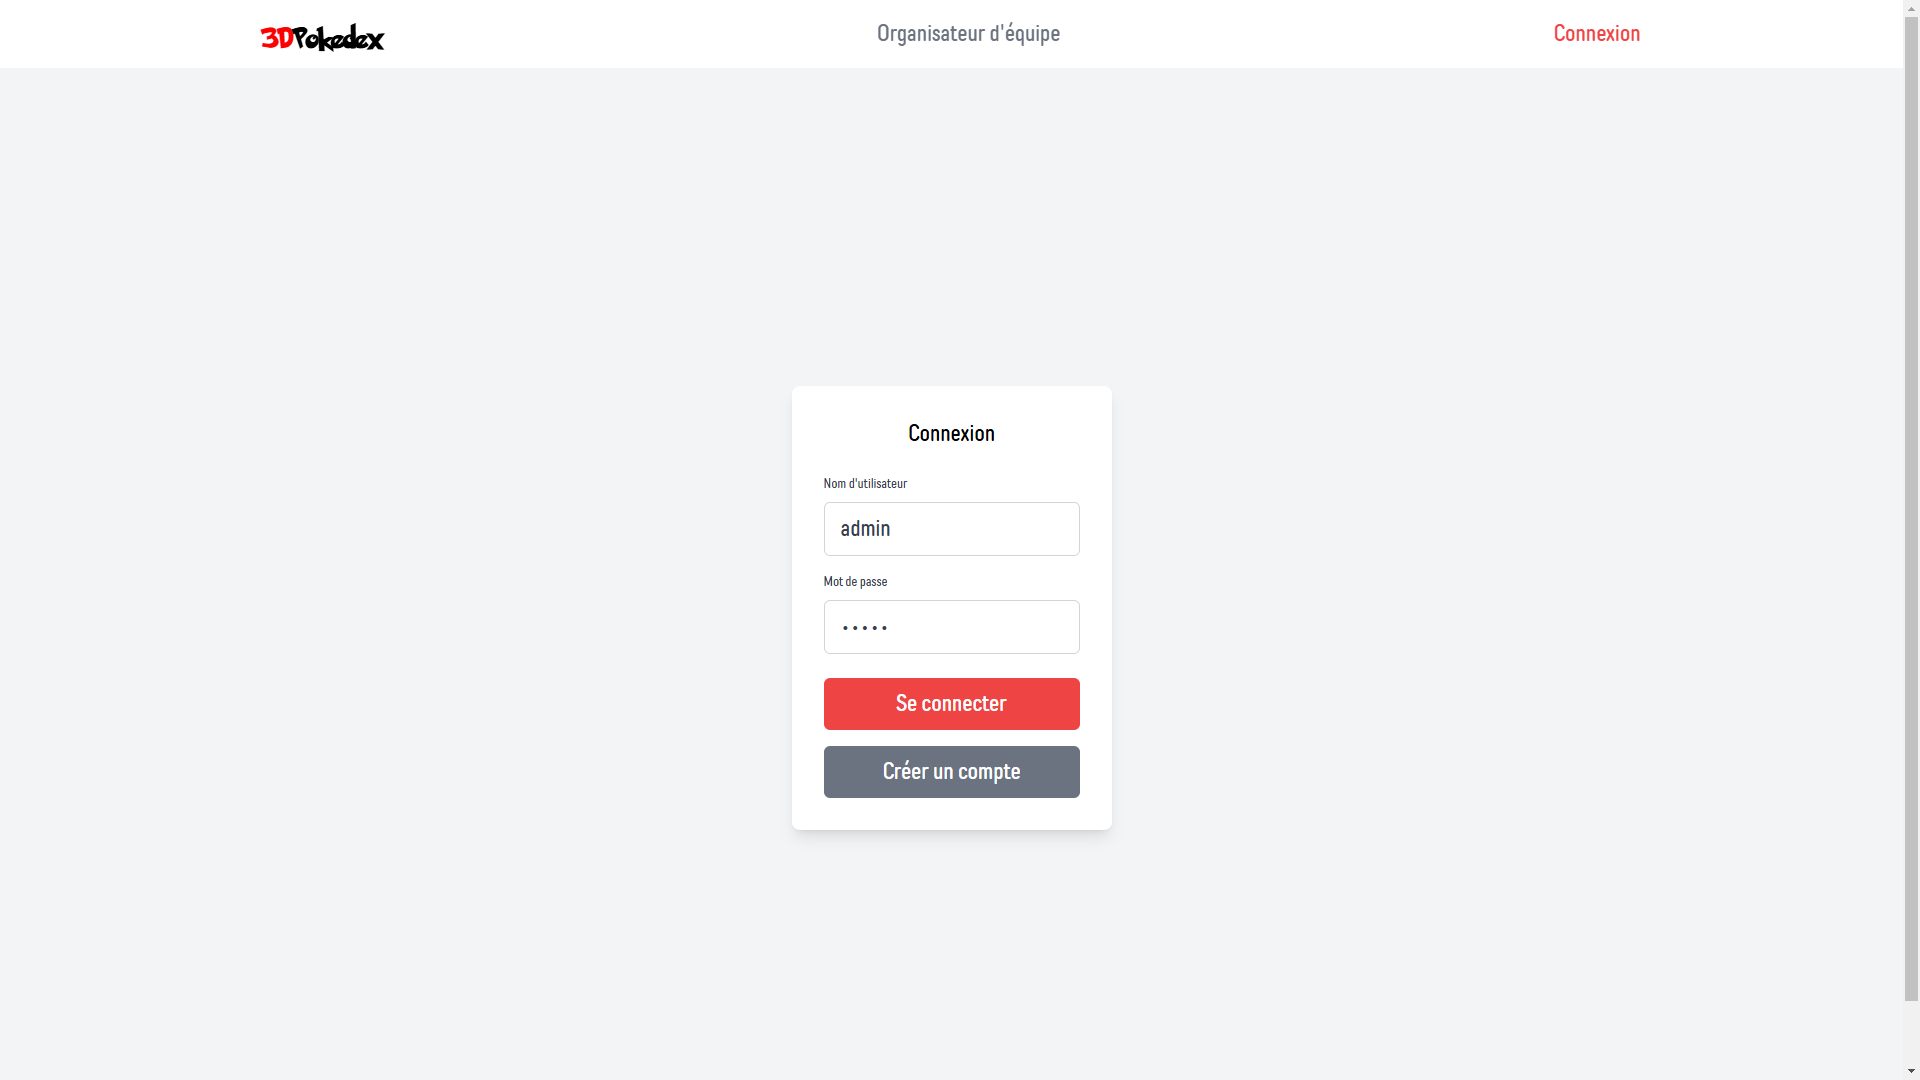 3DPokedex
Organisateur d'équipe
Connexion
Connexion
Nom d'utilisateur
admin
Mot de passe
•••••
Se connecter
Créer un compte